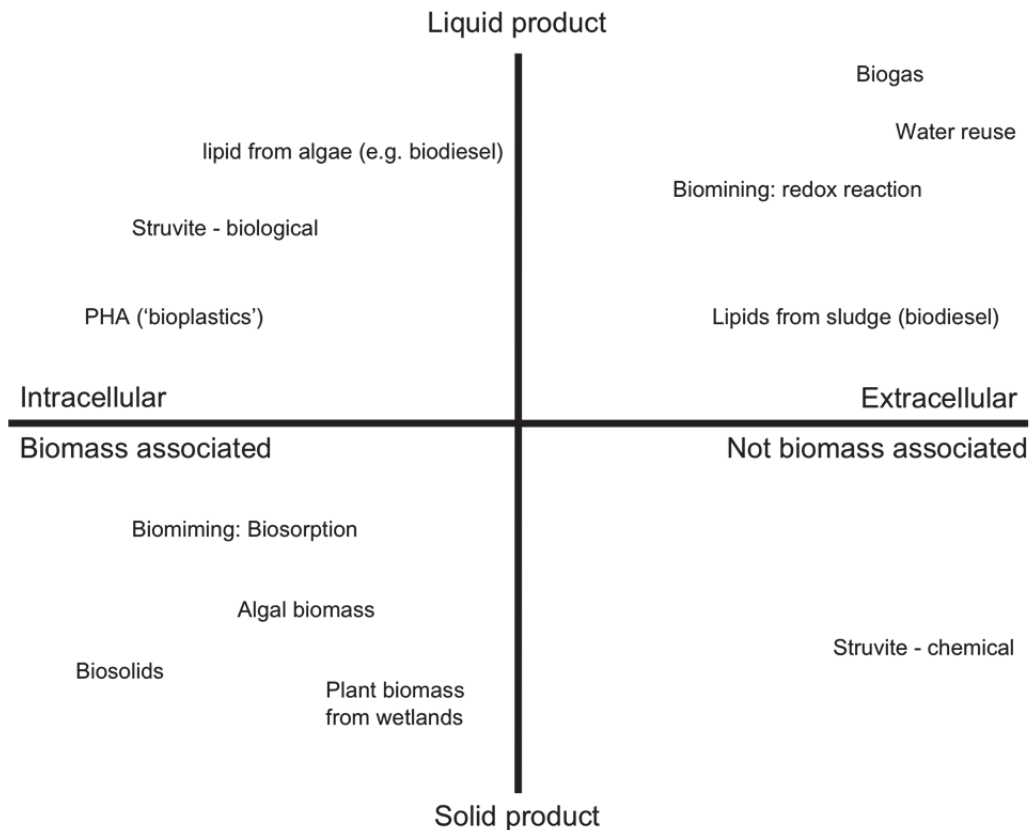 Liquid product
Biogas
Water reuse
lipid from algae (e.g. biodiesel)
Biomining: redox reaction
Struvite - biological
PHA (‘bioplastics’)
Lipids from sludge (biodiesel)
Intracellular
Extracellular
Biomass associated
Not biomass associated
Biomiming: Biosorption
Algal biomass
Struvite - chemical
Biosolids
Plant biomass
from wetlands
Solid product